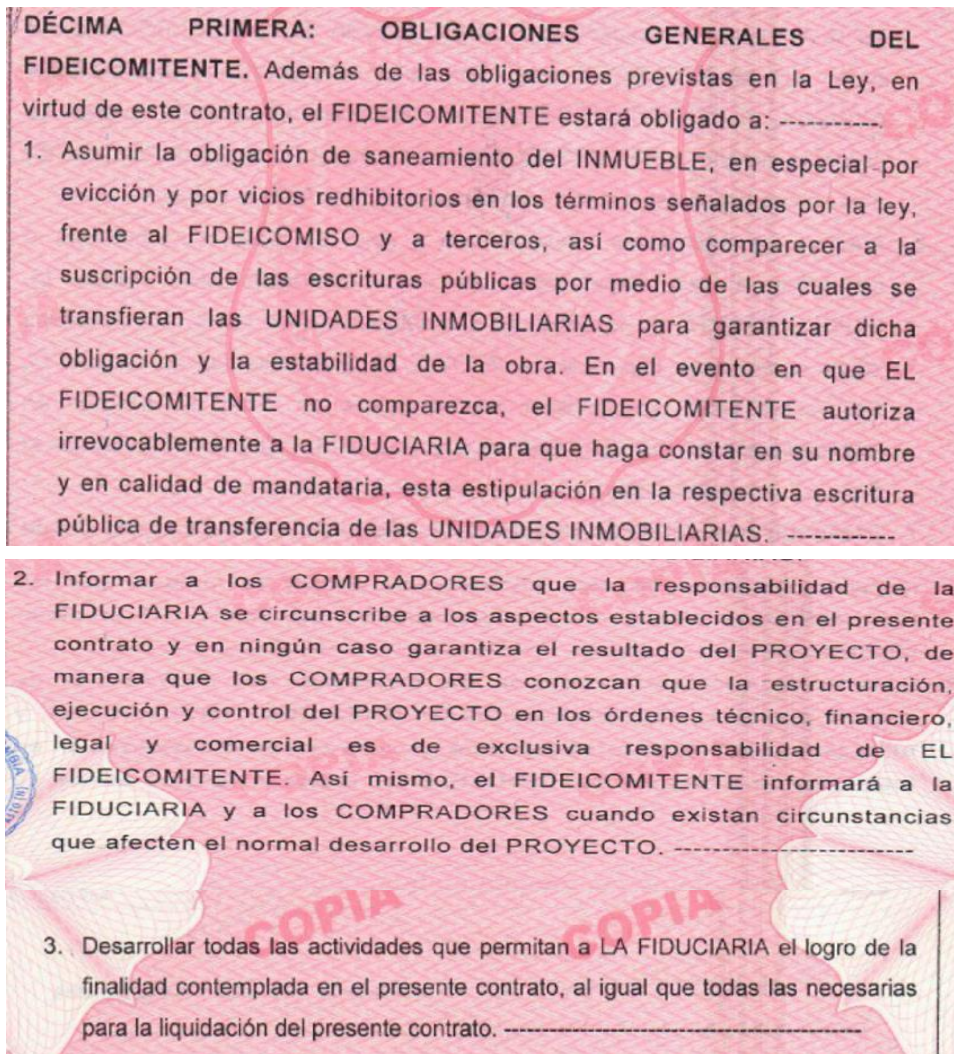 DÉCIMA PRIMERA: OBLIGACIONES GENERALES DEL
FIDEICOMITENTE. Además de las obligaciones previstas en la Ley, en
virtud de este contrato, el FIDEICOMITENTE estará obligado a: -----------.
1. Asumir la obligación de saneamiento del INMUEBLE, en especial por
evicción y por vicios redhibitorios en los términos señalados por la ley,
frente al FIDEICOMISO y a terceros, así como comparecer a la
suscripción de las escrituras públicas por medio de las cuales se
transfieran las UNIDADES INMOBILIARIAS para garantizar dicha
obligación y la estabilidad de la obra. En el evento en que EL
FIDEICOMITENTE no comparezca, el FIDEICOMITENTE autoriza
irrevocablemente a la FIDUCIARIA para que haga constar en su nombre
y en calidad de mandataria, esta estipulación en la respectiva escritura
pública de transferencia de las UNIDADES INMOBILIARIAS. ------------
2. Informar a los COMPRADORES que la responsabilidad de la
FIDUCIARIA se circunscribe a los aspectos establecidos en el presente
contrato y en ningún caso garantiza el resultado del PROYECTO, de
manera que los COMPRADORES conozcan que la estructuración,
ejecución y control del PROYECTO en los órdenes técnico, financiero,
legal y comercial es de exclusiva responsabilidad de EL
FIDEICOMITENTE. Así mismo, el FIDEICOMITENTE informará a la
FIDUCIARIA y a los COMPRADORES cuando existan circunstancias
que afecten el normal desarrollo del PROYECTO. --------------------------
COPIA COPIA
3. Desarrollar todas las actividades que permitan a LA FIDUCIARIA el logro de la
finalidad contemplada en el presente contrato, al igual que todas las necesarias
para la liquidación del presente contrato. ---------------------------------------------